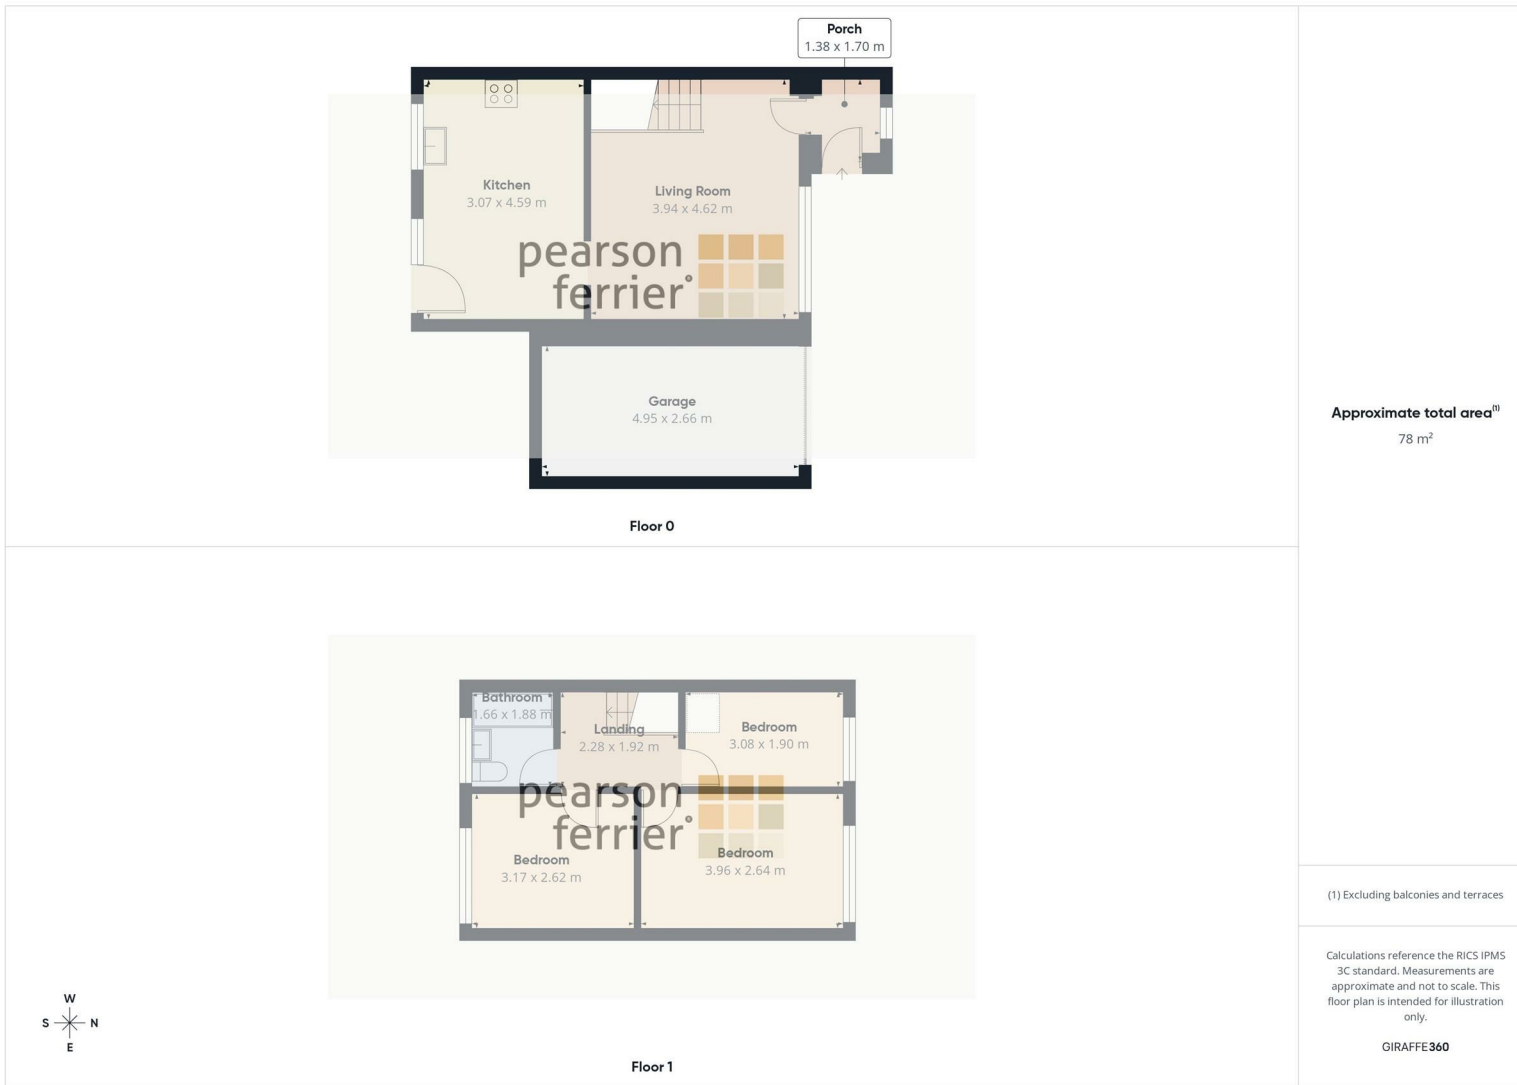 Porch
1.38 x 1.70 m
Kitchen
3.07 x 4.59 m
Living Room
3.94 x 4.62 m
pearson
ferrier®
Garage
4.95 x 2.66 m
Floor 0
Approximate total area(1)
78 m²
Bathroom
1.66 x 1.88 m
Landing
2.28 x 1.92 m
Bedroom
3.08 x 1.90 m
pearson
ferrier®
Bedroom
3.17 x 2.62 m
Bedroom
3.96 x 2.64 m
(1) Excluding balconies and terraces
Calculations reference the RICS IPMS
3C standard. Measurements are
approximate and not to scale. This
floor plan is intended for illustration
only.
GIRAFFE360
W
S N
E
Floor 1